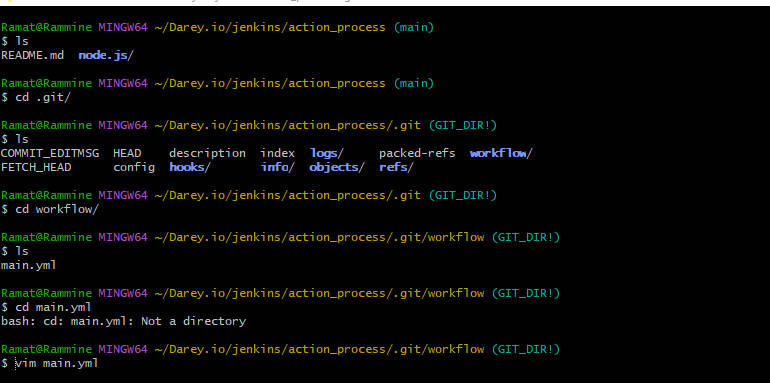 Ramat@Rammine MINGW64 ~/Darey.io/jenkins/action_process (main)
$ ls
README.md  node.js/
Ramat@Rammine MINGW64 ~/Darey.io/jenkins/action_process (main)
$ cd .git/
Ramat@Rammine MINGW64 ~/Darey.io/jenkins/action_process/.git (GIT_DIR!)
$ ls
COMMIT_EDITMSG  HEAD    description  index  logs/     packed-refs  workflow/
FETCH_HEAD      config  hooks/       info/  objects/  refs/
Ramat@Rammine MINGW64 ~/Darey.io/jenkins/action_process/.git (GIT_DIR!)
$ cd workflow/
Ramat@Rammine MINGW64 ~/Darey.io/jenkins/action_process/.git/workflow (GIT_DIR!)
$ ls
main.yml
Ramat@Rammine MINGW64 ~/Darey.io/jenkins/action_process/.git/workflow (GIT_DIR!)
$ cd main.yml
bash: cd: main.yml: Not a directory
Ramat@Rammine MINGW64 ~/Darey.io/jenkins/action_process/.git/workflow (GIT_DIR!)
$ vim main.yml